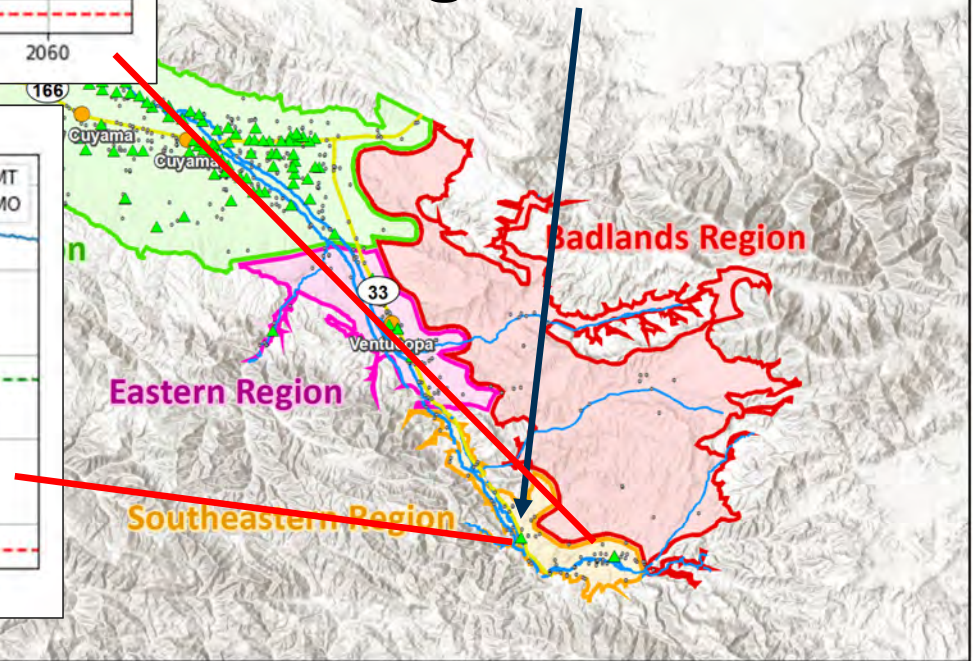 2060
166
Cuyama
Cuyama
MT
MO
Badlands Region
33
Ventucopa
Eastern Region
Southeastern Region